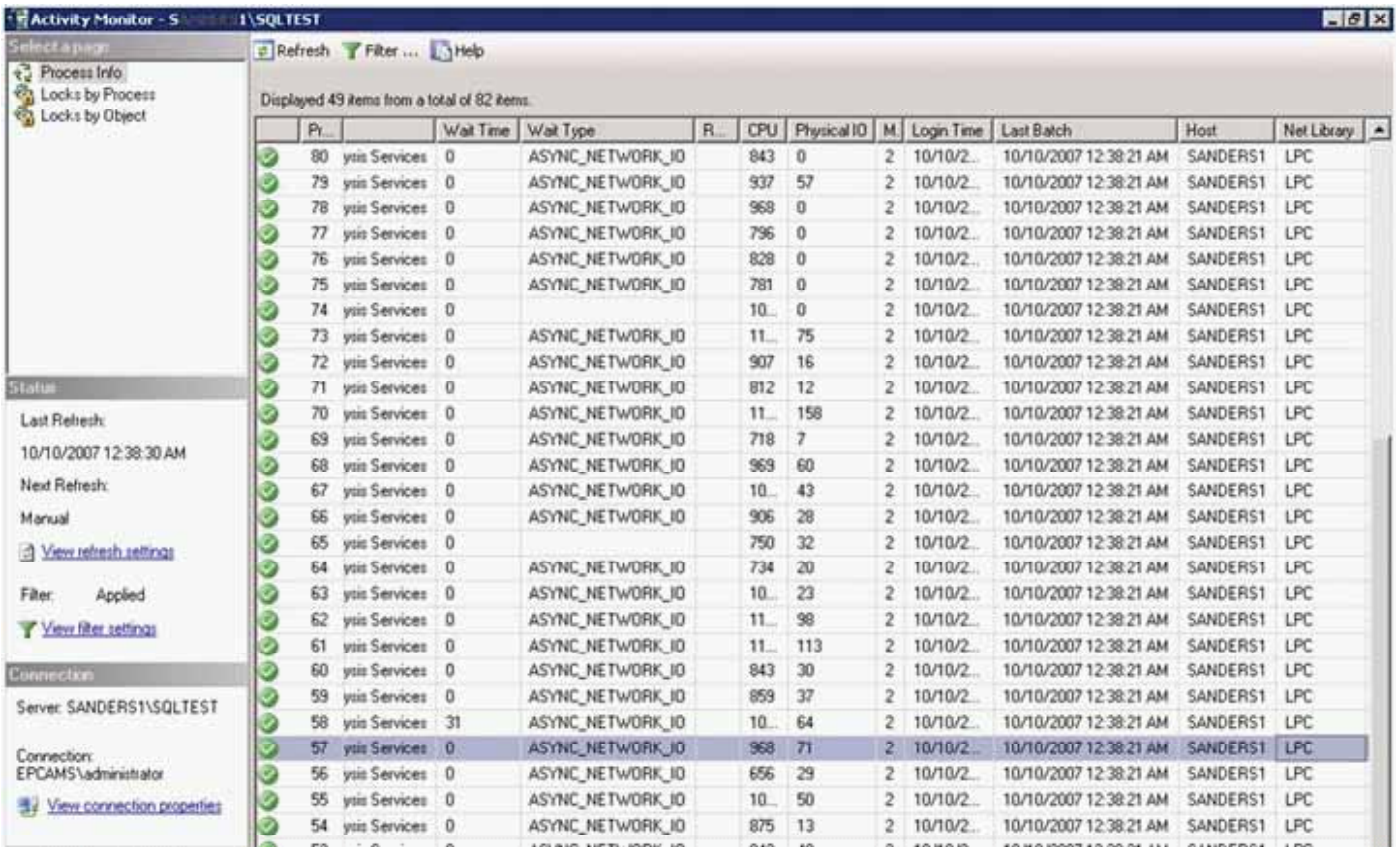 Activity Monitor - S 1\SQLTEST
Select a page
Process Info
Locks by Process
Locks by Object
Refresh Filter ... Help
Displayed 49 items from a total of 82 items.
Pr... Wait Time Wait Type R... CPU Physical IO M. Login Time Last Batch Host Net Library
80 ysis Services 0 ASYNC_NETWORK_IO 843 0 2 10/10/2... 10/10/2007 12:38:21 AM SANDERS1 LPC
79 ysis Services 0 ASYNC_NETWORK_IO 937 57 2 10/10/2... 10/10/2007 12:38:21 AM SANDERS1 LPC
78 ysis Services 0 ASYNC_NETWORK_IO 968 0 2 10/10/2... 10/10/2007 12:38:21 AM SANDERS1 LPC
77 ysis Services 0 ASYNC_NETWORK_IO 796 0 2 10/10/2... 10/10/2007 12:38:21 AM SANDERS1 LPC
76 ysis Services 0 ASYNC_NETWORK_IO 828 0 2 10/10/2... 10/10/2007 12:38:21 AM SANDERS1 LPC
75 ysis Services 0 ASYNC_NETWORK_IO 781 0 2 10/10/2... 10/10/2007 12:38:21 AM SANDERS1 LPC
74 ysis Services 0 10... 0 2 10/10/2... 10/10/2007 12:38:21 AM SANDERS1 LPC
73 ysis Services 0 ASYNC_NETWORK_IO 11... 75 2 10/10/2... 10/10/2007 12:38:21 AM SANDERS1 LPC
72 ysis Services 0 ASYNC_NETWORK_IO 907 16 2 10/10/2... 10/10/2007 12:38:21 AM SANDERS1 LPC
71 ysis Services 0 ASYNC_NETWORK_IO 812 12 2 10/10/2... 10/10/2007 12:38:21 AM SANDERS1 LPC
70 ysis Services 0 ASYNC_NETWORK_IO 11... 158 2 10/10/2... 10/10/2007 12:38:21 AM SANDERS1 LPC
69 ysis Services 0 ASYNC_NETWORK_IO 718 7 2 10/10/2... 10/10/2007 12:38:21 AM SANDERS1 LPC
68 ysis Services 0 ASYNC_NETWORK_IO 969 60 2 10/10/2... 10/10/2007 12:38:21 AM SANDERS1 LPC
67 ysis Services 0 ASYNC_NETWORK_IO 10... 43 2 10/10/2... 10/10/2007 12:38:21 AM SANDERS1 LPC
66 ysis Services 0 ASYNC_NETWORK_IO 906 28 2 10/10/2... 10/10/2007 12:38:21 AM SANDERS1 LPC
65 ysis Services 0 750 32 2 10/10/2... 10/10/2007 12:38:21 AM SANDERS1 LPC
64 ysis Services 0 ASYNC_NETWORK_IO 734 20 2 10/10/2... 10/10/2007 12:38:21 AM SANDERS1 LPC
63 ysis Services 0 ASYNC_NETWORK_IO 10... 23 2 10/10/2... 10/10/2007 12:38:21 AM SANDERS1 LPC
62 ysis Services 0 ASYNC_NETWORK_IO 11... 98 2 10/10/2... 10/10/2007 12:38:21 AM SANDERS1 LPC
61 ysis Services 0 ASYNC_NETWORK_IO 11... 113 2 10/10/2... 10/10/2007 12:38:21 AM SANDERS1 LPC
60 ysis Services 0 ASYNC_NETWORK_IO 843 30 2 10/10/2... 10/10/2007 12:38:21 AM SANDERS1 LPC
59 ysis Services 0 ASYNC_NETWORK_IO 859 37 2 10/10/2... 10/10/2007 12:38:21 AM SANDERS1 LPC
58 ysis Services 31 ASYNC_NETWORK_IO 10... 64 2 10/10/2... 10/10/2007 12:38:21 AM SANDERS1 LPC
57 ysis Services 0 ASYNC_NETWORK_IO 968 71 2 10/10/2... 10/10/2007 12:38:21 AM SANDERS1 LPC
56 ysis Services 0 ASYNC_NETWORK_IO 656 29 2 10/10/2... 10/10/2007 12:38:21 AM SANDERS1 LPC
55 ysis Services 0 ASYNC_NETWORK_IO 10... 50 2 10/10/2... 10/10/2007 12:38:21 AM SANDERS1 LPC
54 ysis Services 0 ASYNC_NETWORK_IO 875 13 2 10/10/2... 10/10/2007 12:38:21 AM SANDERS1 LPC
Status
Last Refresh:
10/10/2007 12:38:30 AM
Next Refresh:
Manual
View refresh settings
Filter: Applied
View filter settings
Connection
Server: SANDERS1\SQLTEST
Connection:
EPCAMS\administrator
View connection properties